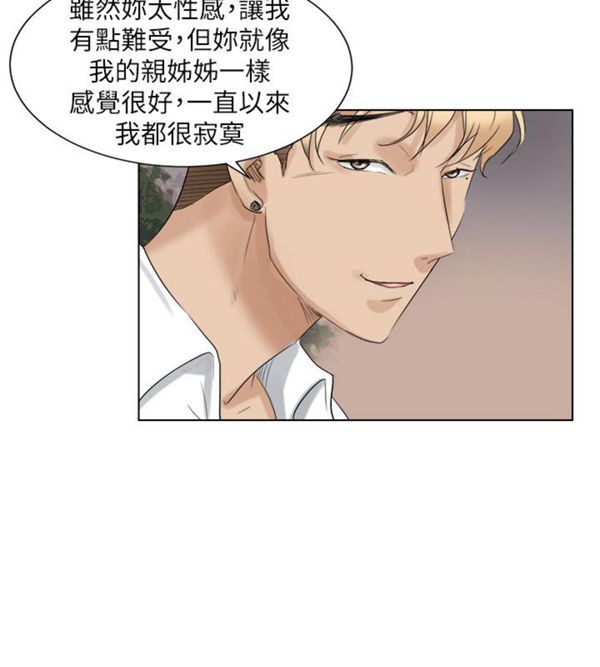 雖然妳太性感，讓我
有點難受，但妳就像
我的親姊姊一樣
感覺很好，一直以來
我都很寂寞